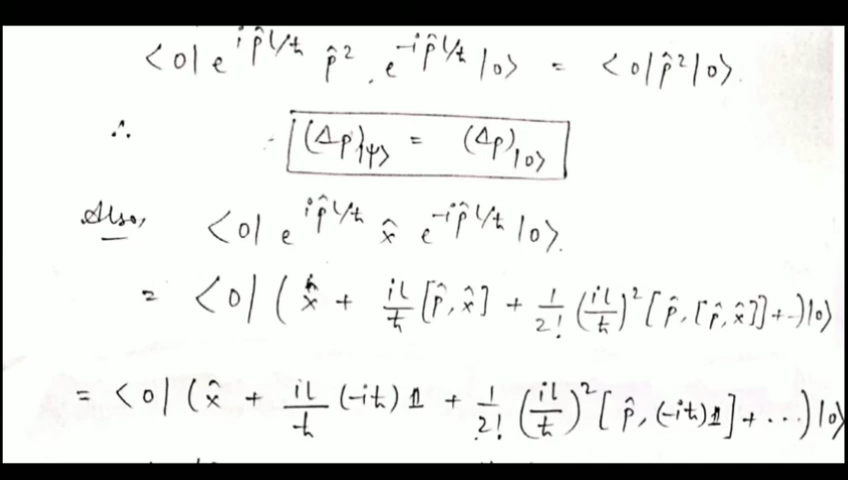 <0| e^{ip̂l/ħ} p̂² . e^{-ip̂l/ħ} |0> = <0|p̂²|0>.
∴ (Δp)_{|ψ>} = (Δp)_{|0>}
Also, <0| e^{ip̂l/ħ} x̂ e^{-ip̂l/ħ} |0>.
= <0| ( x̂ + il/ħ [p̂, x̂] + 1/2! (il/ħ)² [p̂, [p̂, x̂]] + ..) |0>
= <0| (x̂ + il/ħ (-iħ) 𝟙 + 1/2! (il/ħ)² [p̂, (-iħ)𝟙] + ...) |0>